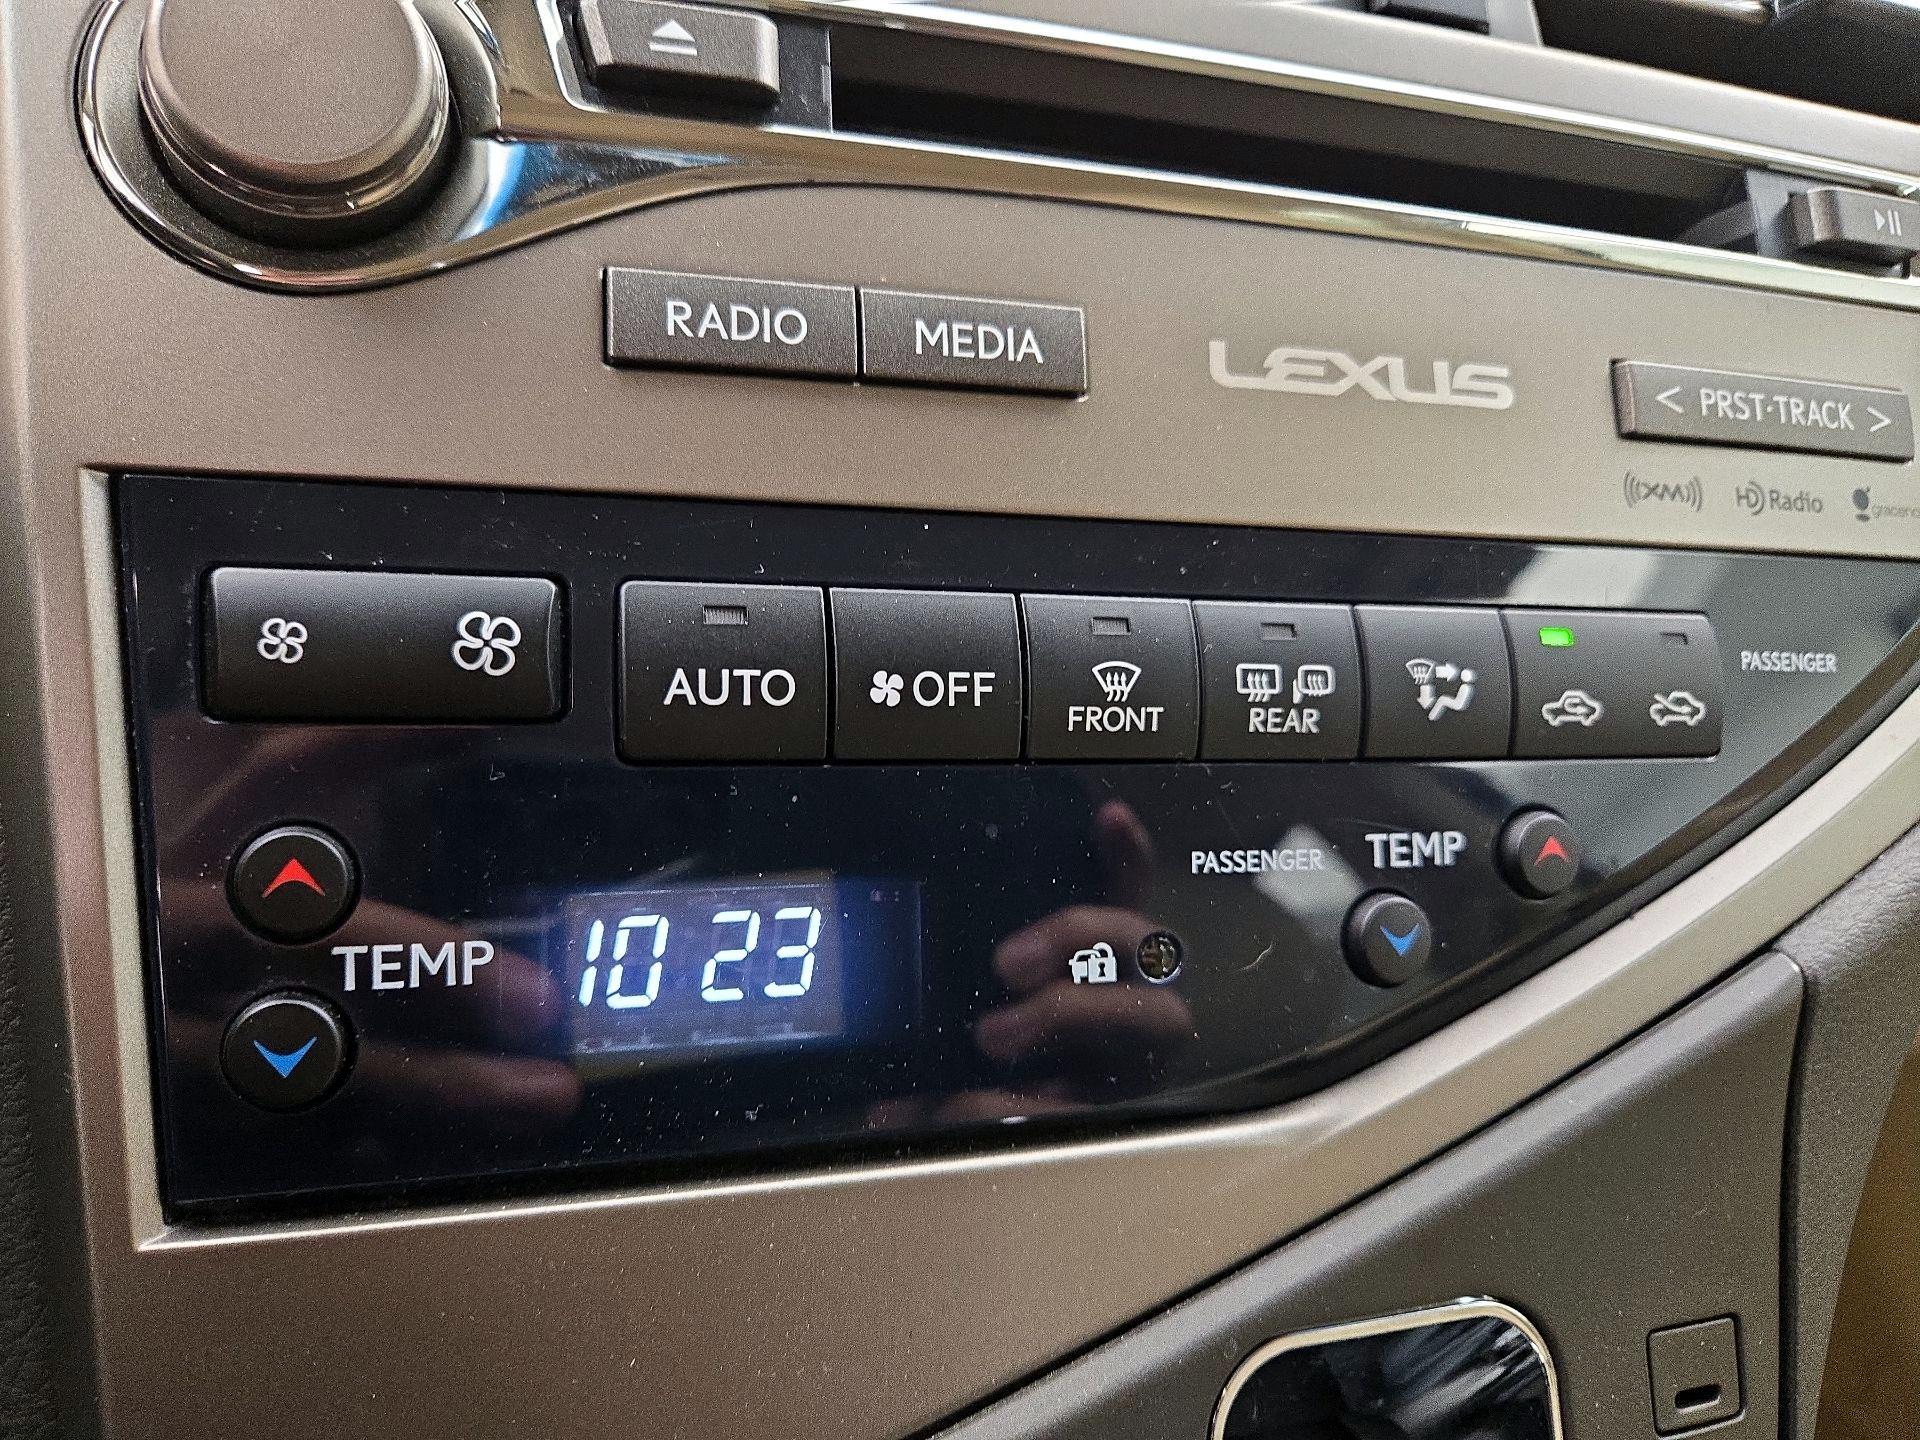 RADIO
MEDIA
LEXUS
< PRST·TRACK >
((XM))
HD Radio
AUTO
OFF
FRONT
REAR
PASSENGER
TEMP
10 23
PASSENGER
TEMP